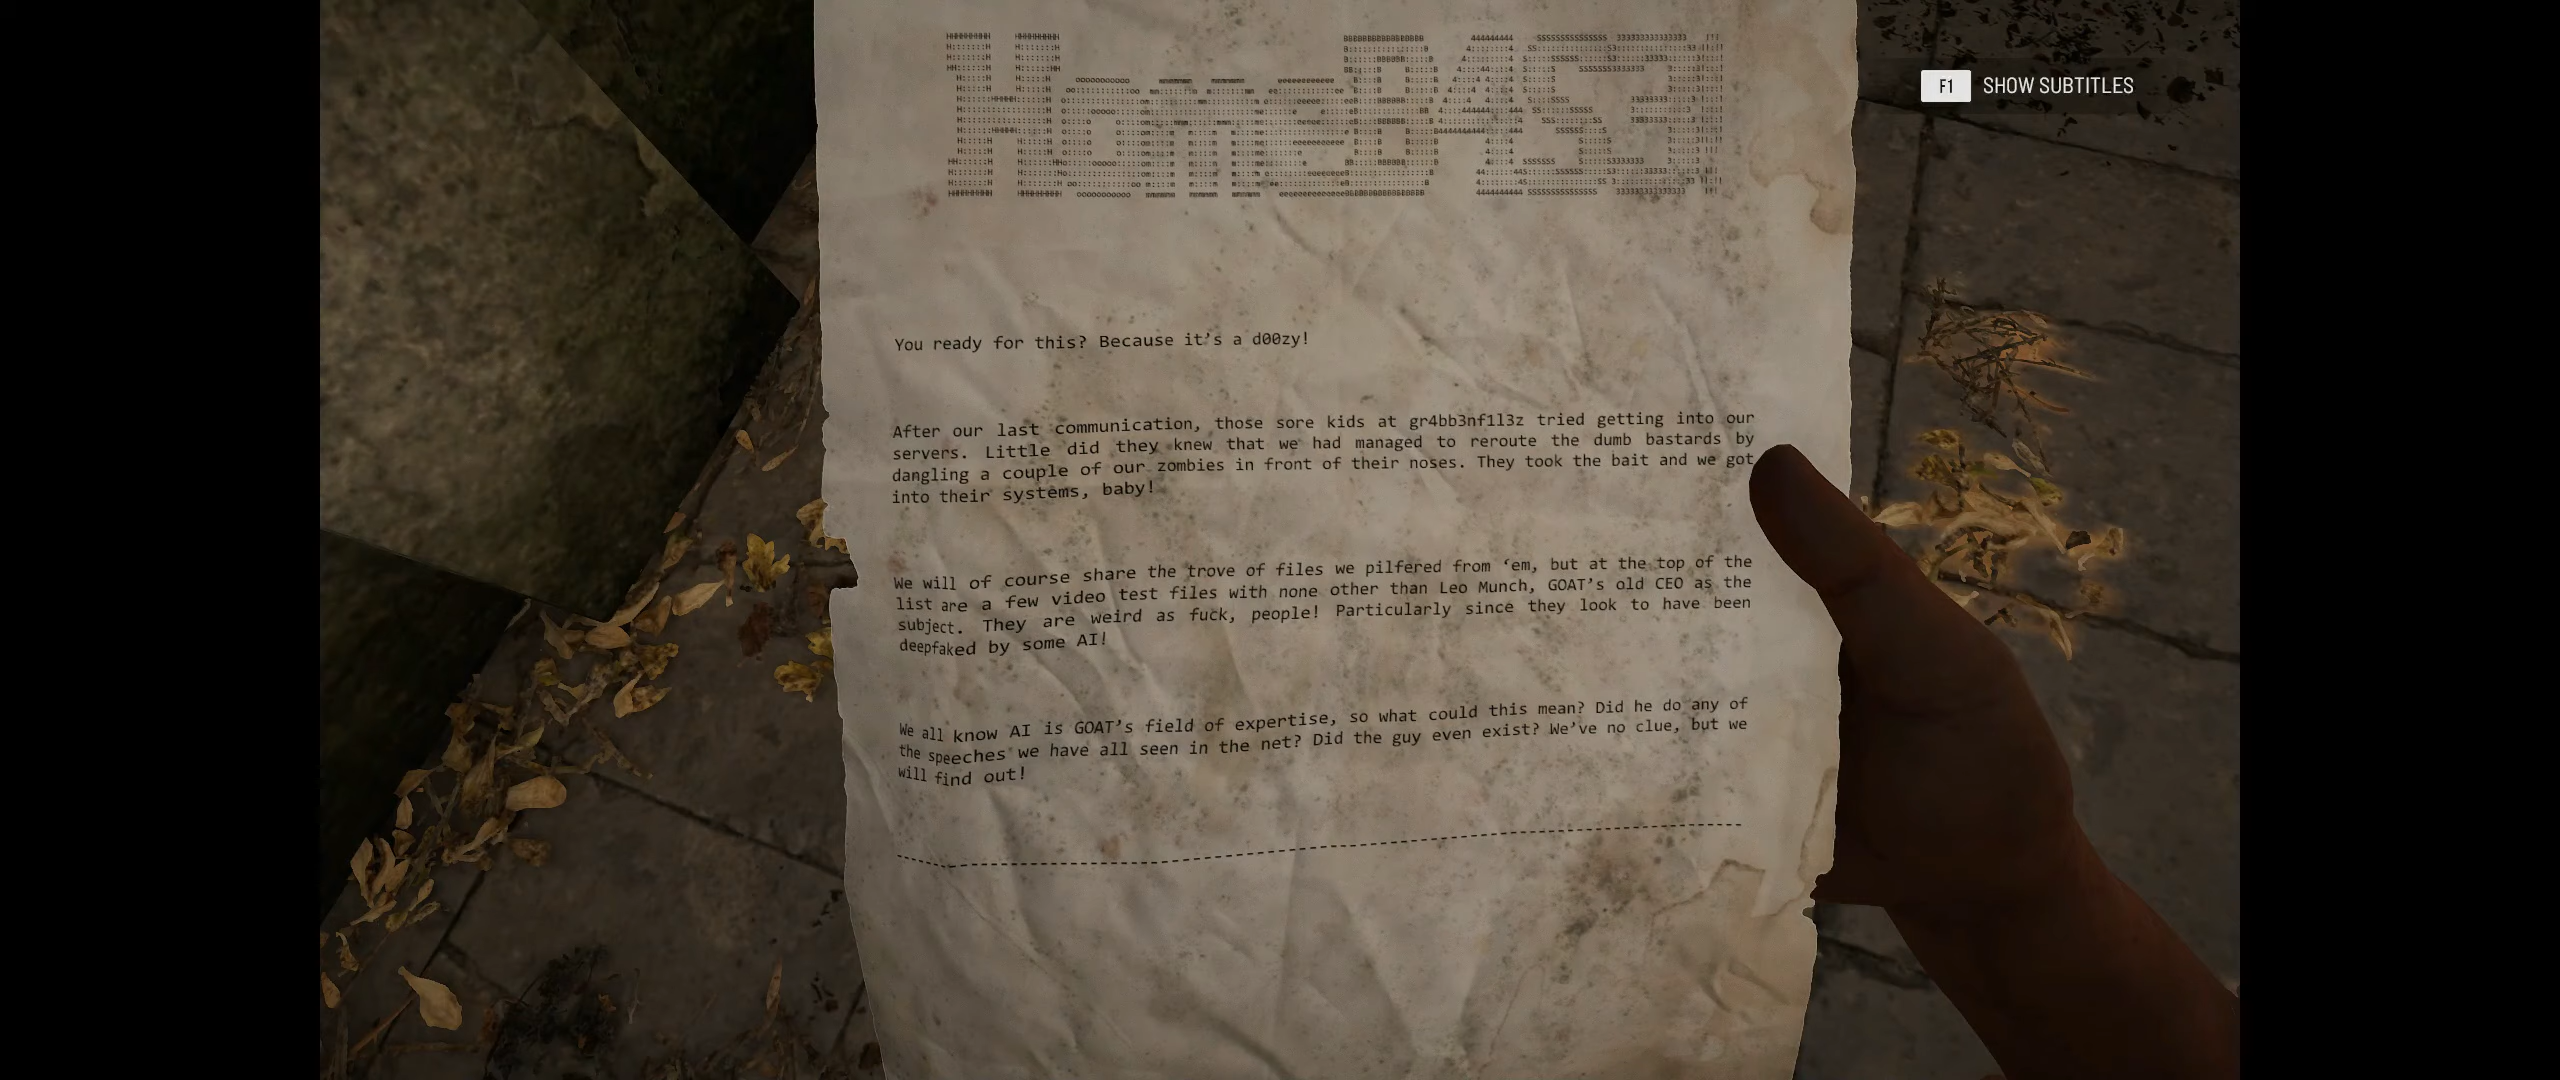 HomeB4S3!
F1 SHOW SUBTITLES
You ready for this? Because it's a d00zy!
After our last communication, those sore kids at gr4bb3nf1l3z tried getting into our
servers. Little did they knew that we had managed to reroute the dumb bastards by
dangling a couple of our zombies in front of their noses. They took the bait and we got
into their systems, baby!
We will of course share the trove of files we pilfered from ‘em, but at the top of the
list are a few video test files with none other than Leo Munch, GOAT’s old CEO as the
subject. They are weird as fuck, people! Particularly since they look to have been
deepfaked by some AI!
We all know AI is GOAT’s field of expertise, so what could this mean? Did he do any of
the speeches we have all seen in the net? Did the guy even exist? We’ve no clue, but we
will find out!